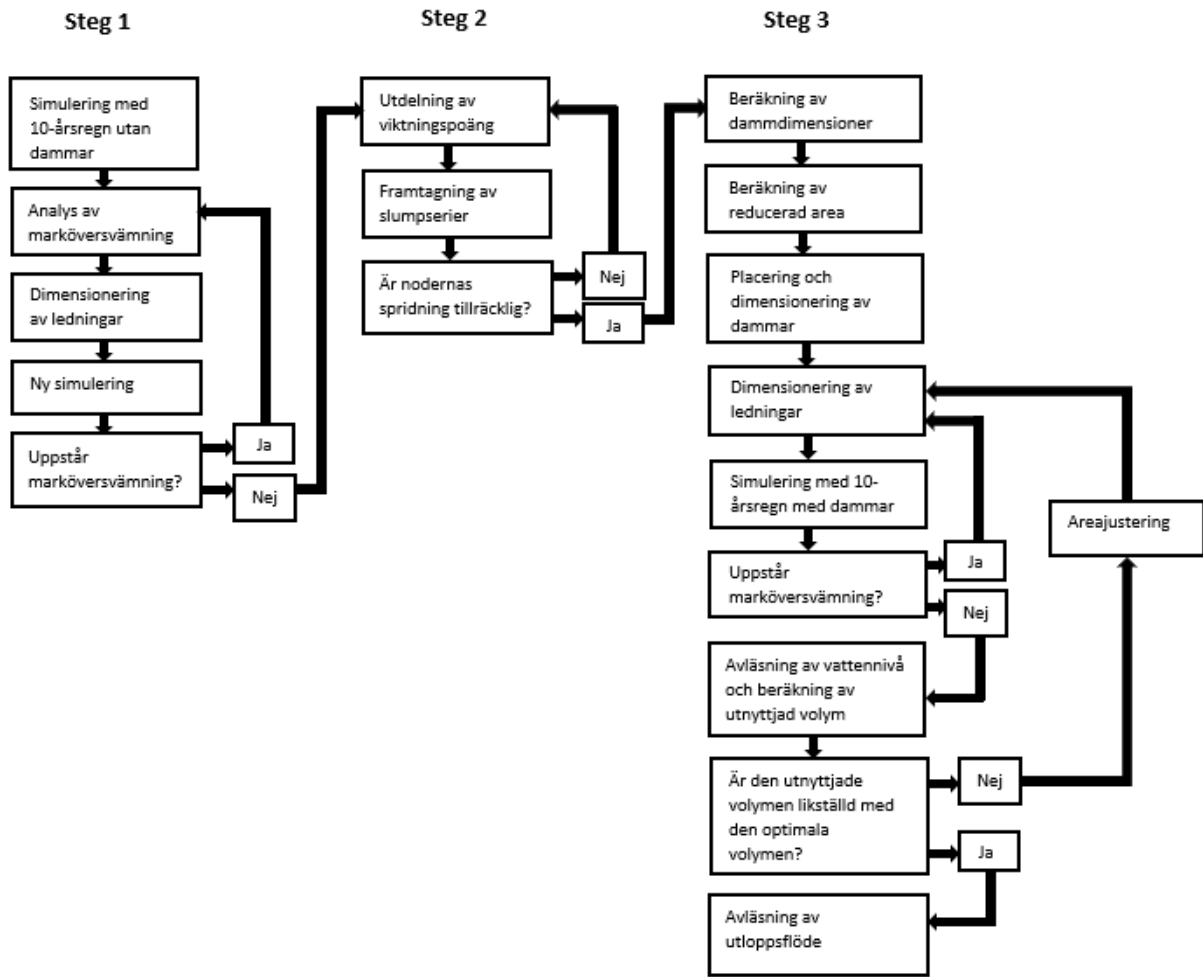 Steg 1
Simulering med
10-årsregn utan
dammar
Analys av
marköversvämning
Dimensionering
av ledningar
Ny simulering
Uppstår
marköversvämning?
Ja
Nej
Steg 2
Utdelning av
viktningspoäng
Framtagning av
slumpserier
Är nodernas
spridning tillräcklig?
Nej
Ja
Steg 3
Beräkning av
dammdimensioner
Beräkning av
reducerad area
Placering och
dimensionering av
dammar
Dimensionering av
ledningar
Simulering med 10-
årsregn med dammar
Uppstår
marköversvämning?
Ja
Nej
Avläsning av vattennivå
och beräkning av
utnyttjad volym
Är den utnyttjade
volymen likställd med
den optimala
volymen?
Nej
Ja
Areajustering
Avläsning av
utloppsflöde